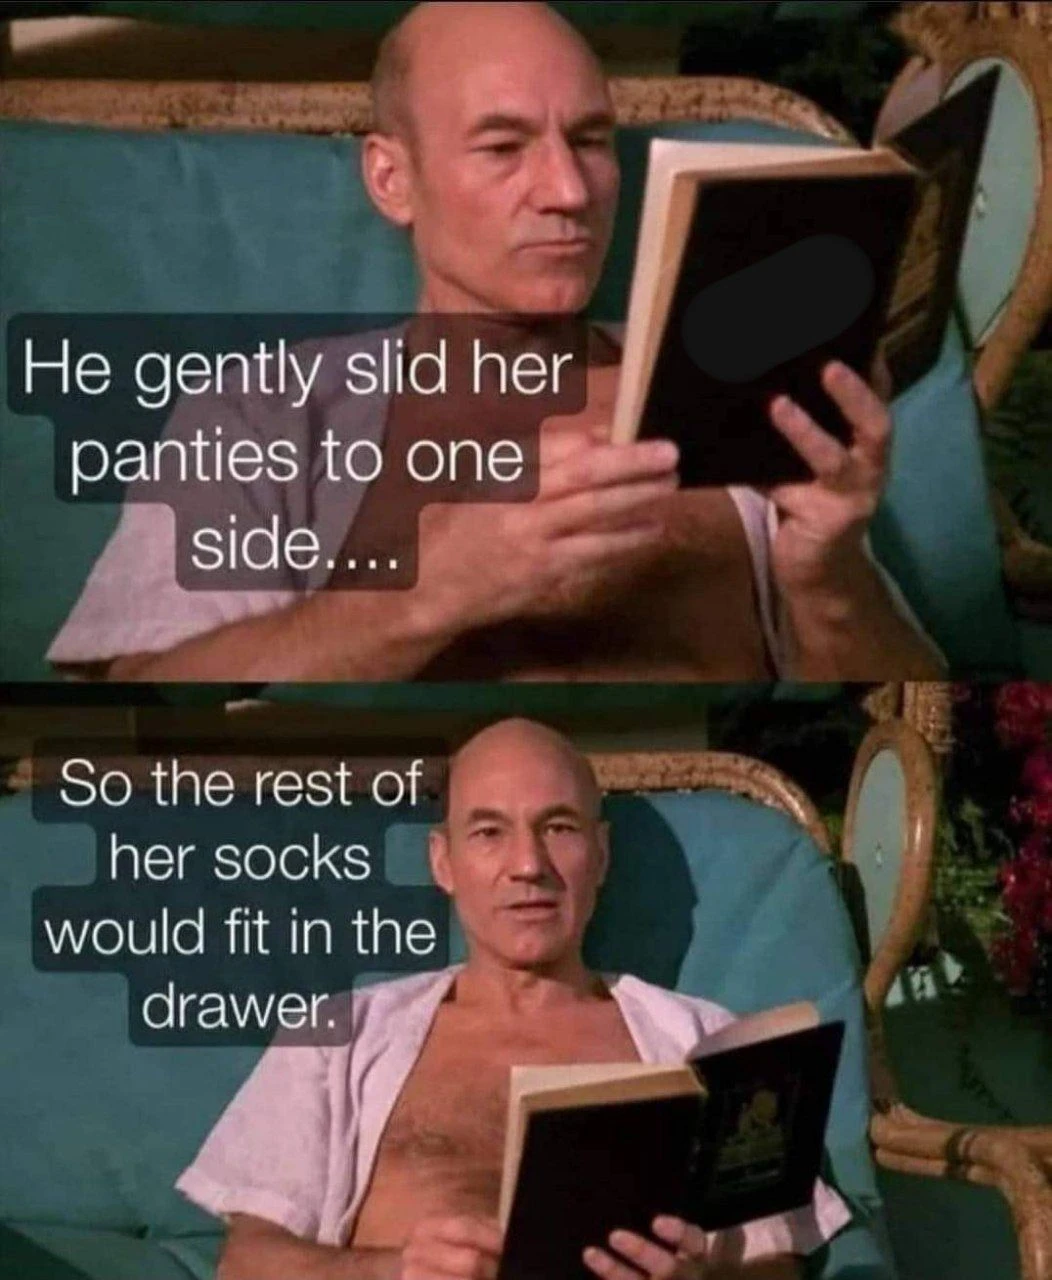 He gently slid her
panties to one
side....
So the rest of
her socks
would fit in the
drawer.